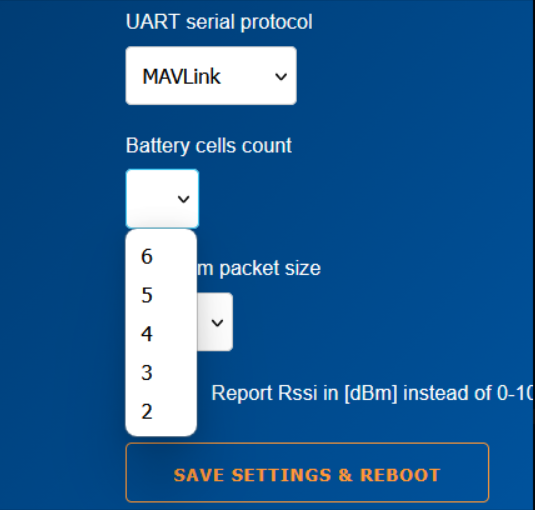 UART serial protocol
MAVLink
Battery cells count
6
m packet size
5
4
3
Report Rssi in [dBm] instead of 0-10
2
SAVE SETTINGS & REBOOT